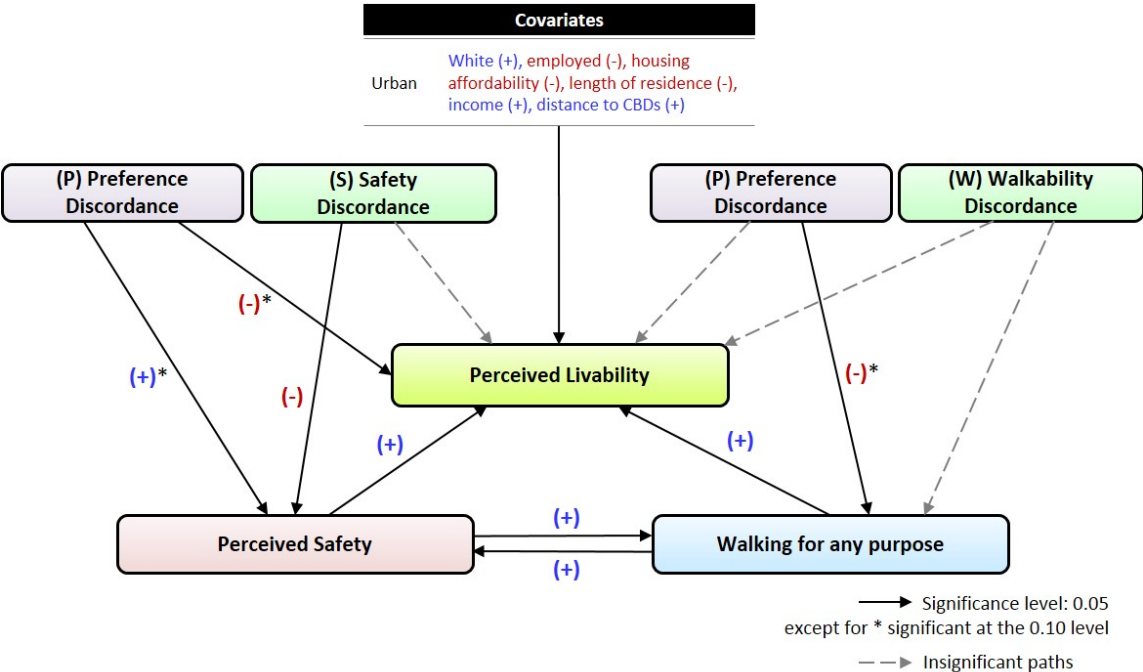 Covariates
Urban
White (+), employed (-), housing
affordability (-), length of residence (-),
income (+), distance to CBDs (+)
(P) Preference
Discordance
(S) Safety
Discordance
(P) Preference
Discordance
(W) Walkability
Discordance
(-)*
(+)*
(-)
Perceived Livability
(-)*
(+)
(+)
Perceived Safety
(+)
(+)
Walking for any purpose
Significance level: 0.05
except for * significant at the 0.10 level
Insignificant paths